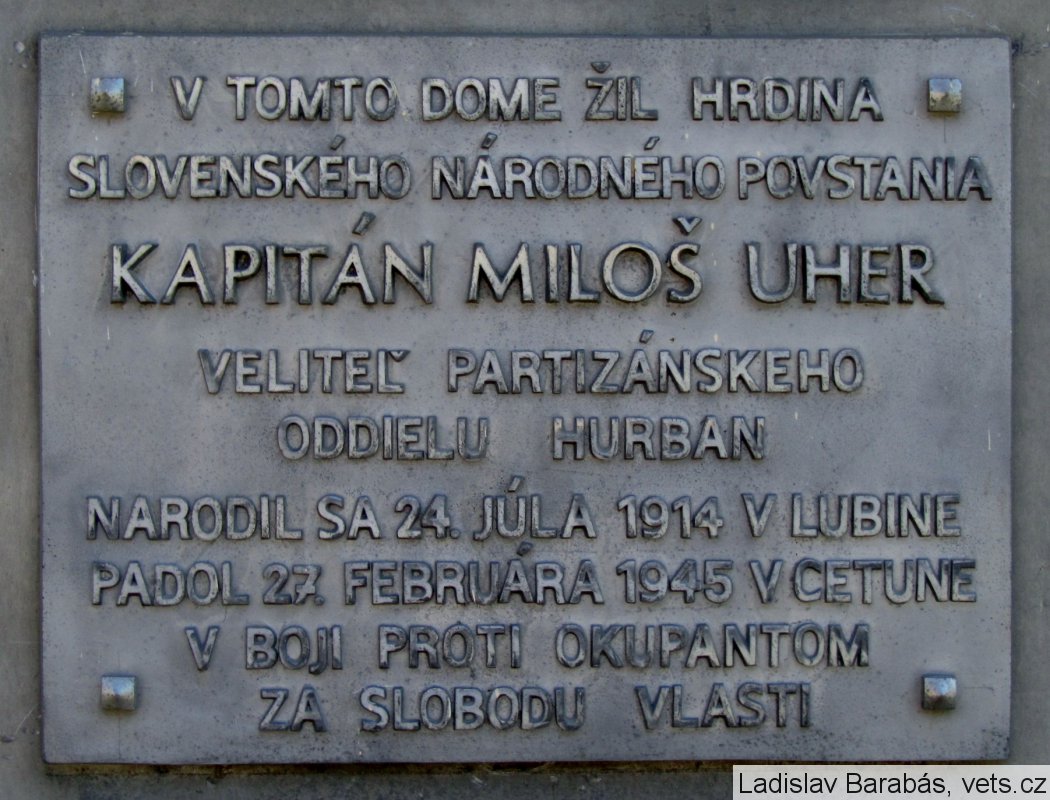 V TOMTO DOME ŽIL HRDINA
SLOVENSKÉHO NÁRODNÉHO POVSTANIA
KAPITÁN MILOŠ UHER
VELITEĽ PARTIZÁNSKEHO
ODDIELU HURBAN
NARODIL SA 24. JÚLA 1914 V LUBINE
PADOL 27. FEBRUÁRA 1945 V CETUNE
V BOJI PROTI OKUPANTOM
ZA SLOBODU VLASTI
Ladislav Barabás, vets.cz